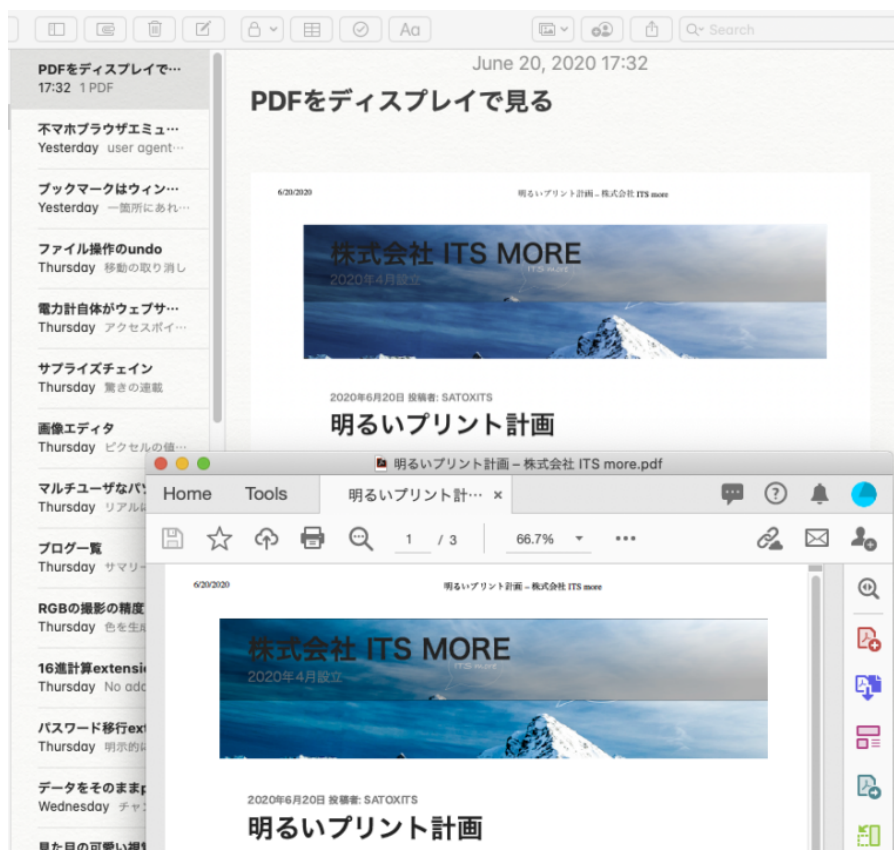 Aa
Search
PDFをディスプレイで…
17:32 1 PDF
不マホブラウザエミュ…
Yesterday user agent…
ブックマークはウィン…
Yesterday 一箇所にあれ…
ファイル操作のundo
Thursday 移動の取り消し
電力計自体がウェブサ…
Thursday アクセスポイ…
サプライズチェイン
Thursday 驚きの連載
画像エディタ
Thursday ピクセルの値…
マルチユーザなパ
Thursday リアルに
ブログ一覧
Thursday サマリー
RGBの撮影の精度
Thursday 色を生
16進計算extensi
Thursday No add
パスワード移行ex
Thursday 明示的に
データをそのまま
Wednesday チャン
見た目の可愛い視
June 20, 2020 17:32
PDFをディスプレイで見る
6/20/2020 明るいプリント計画 – 株式会社 ITS more
株式会社 ITS MORE
ITS more
2020年4月設立
2020年6月20日 投稿者: SATOXITS
明るいプリント計画
明るいプリント計画 – 株式会社 ITS more.pdf
Home Tools 明るいプリント計… ×
1 / 3 66.7%
6/20/2020 明るいプリント計画 – 株式会社 ITS more
株式会社 ITS MORE
ITS more
2020年4月設立
2020年6月20日 投稿者: SATOXITS
明るいプリント計画